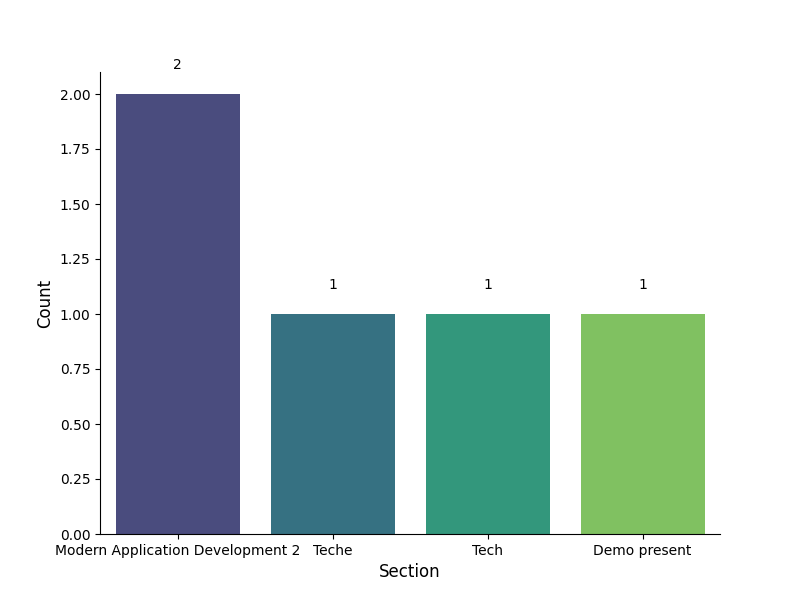 2
2.00
1.75
1.50
1.25
1 1 1
1.00
0.75
0.50
0.25
0.00
Count
Modern Application Development 2 Teche Tech Demo present
Section